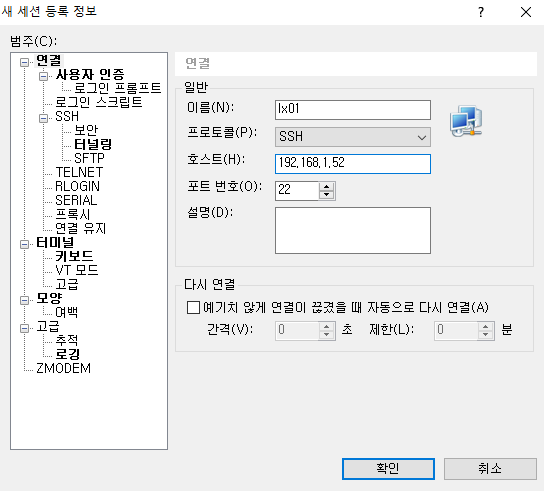 새 세션 등록 정보
범주(C):
연결
사용자 인증
로그인 프롬프트
로그인 스크립트
SSH
보안
터널링
SFTP
TELNET
RLOGIN
SERIAL
프록시
연결 유지
터미널
키보드
VT 모드
고급
모양
여백
고급
추적
로깅
ZMODEM
연결
일반
이름(N): lx01
프로토콜(P): SSH
호스트(H): 192.168.1.52
포트 번호(O): 22
설명(D):
다시 연결
예기치 않게 연결이 끊겼을 때 자동으로 다시 연결(A)
간격(V): 0 초 제한(L): 0 분
확인 취소